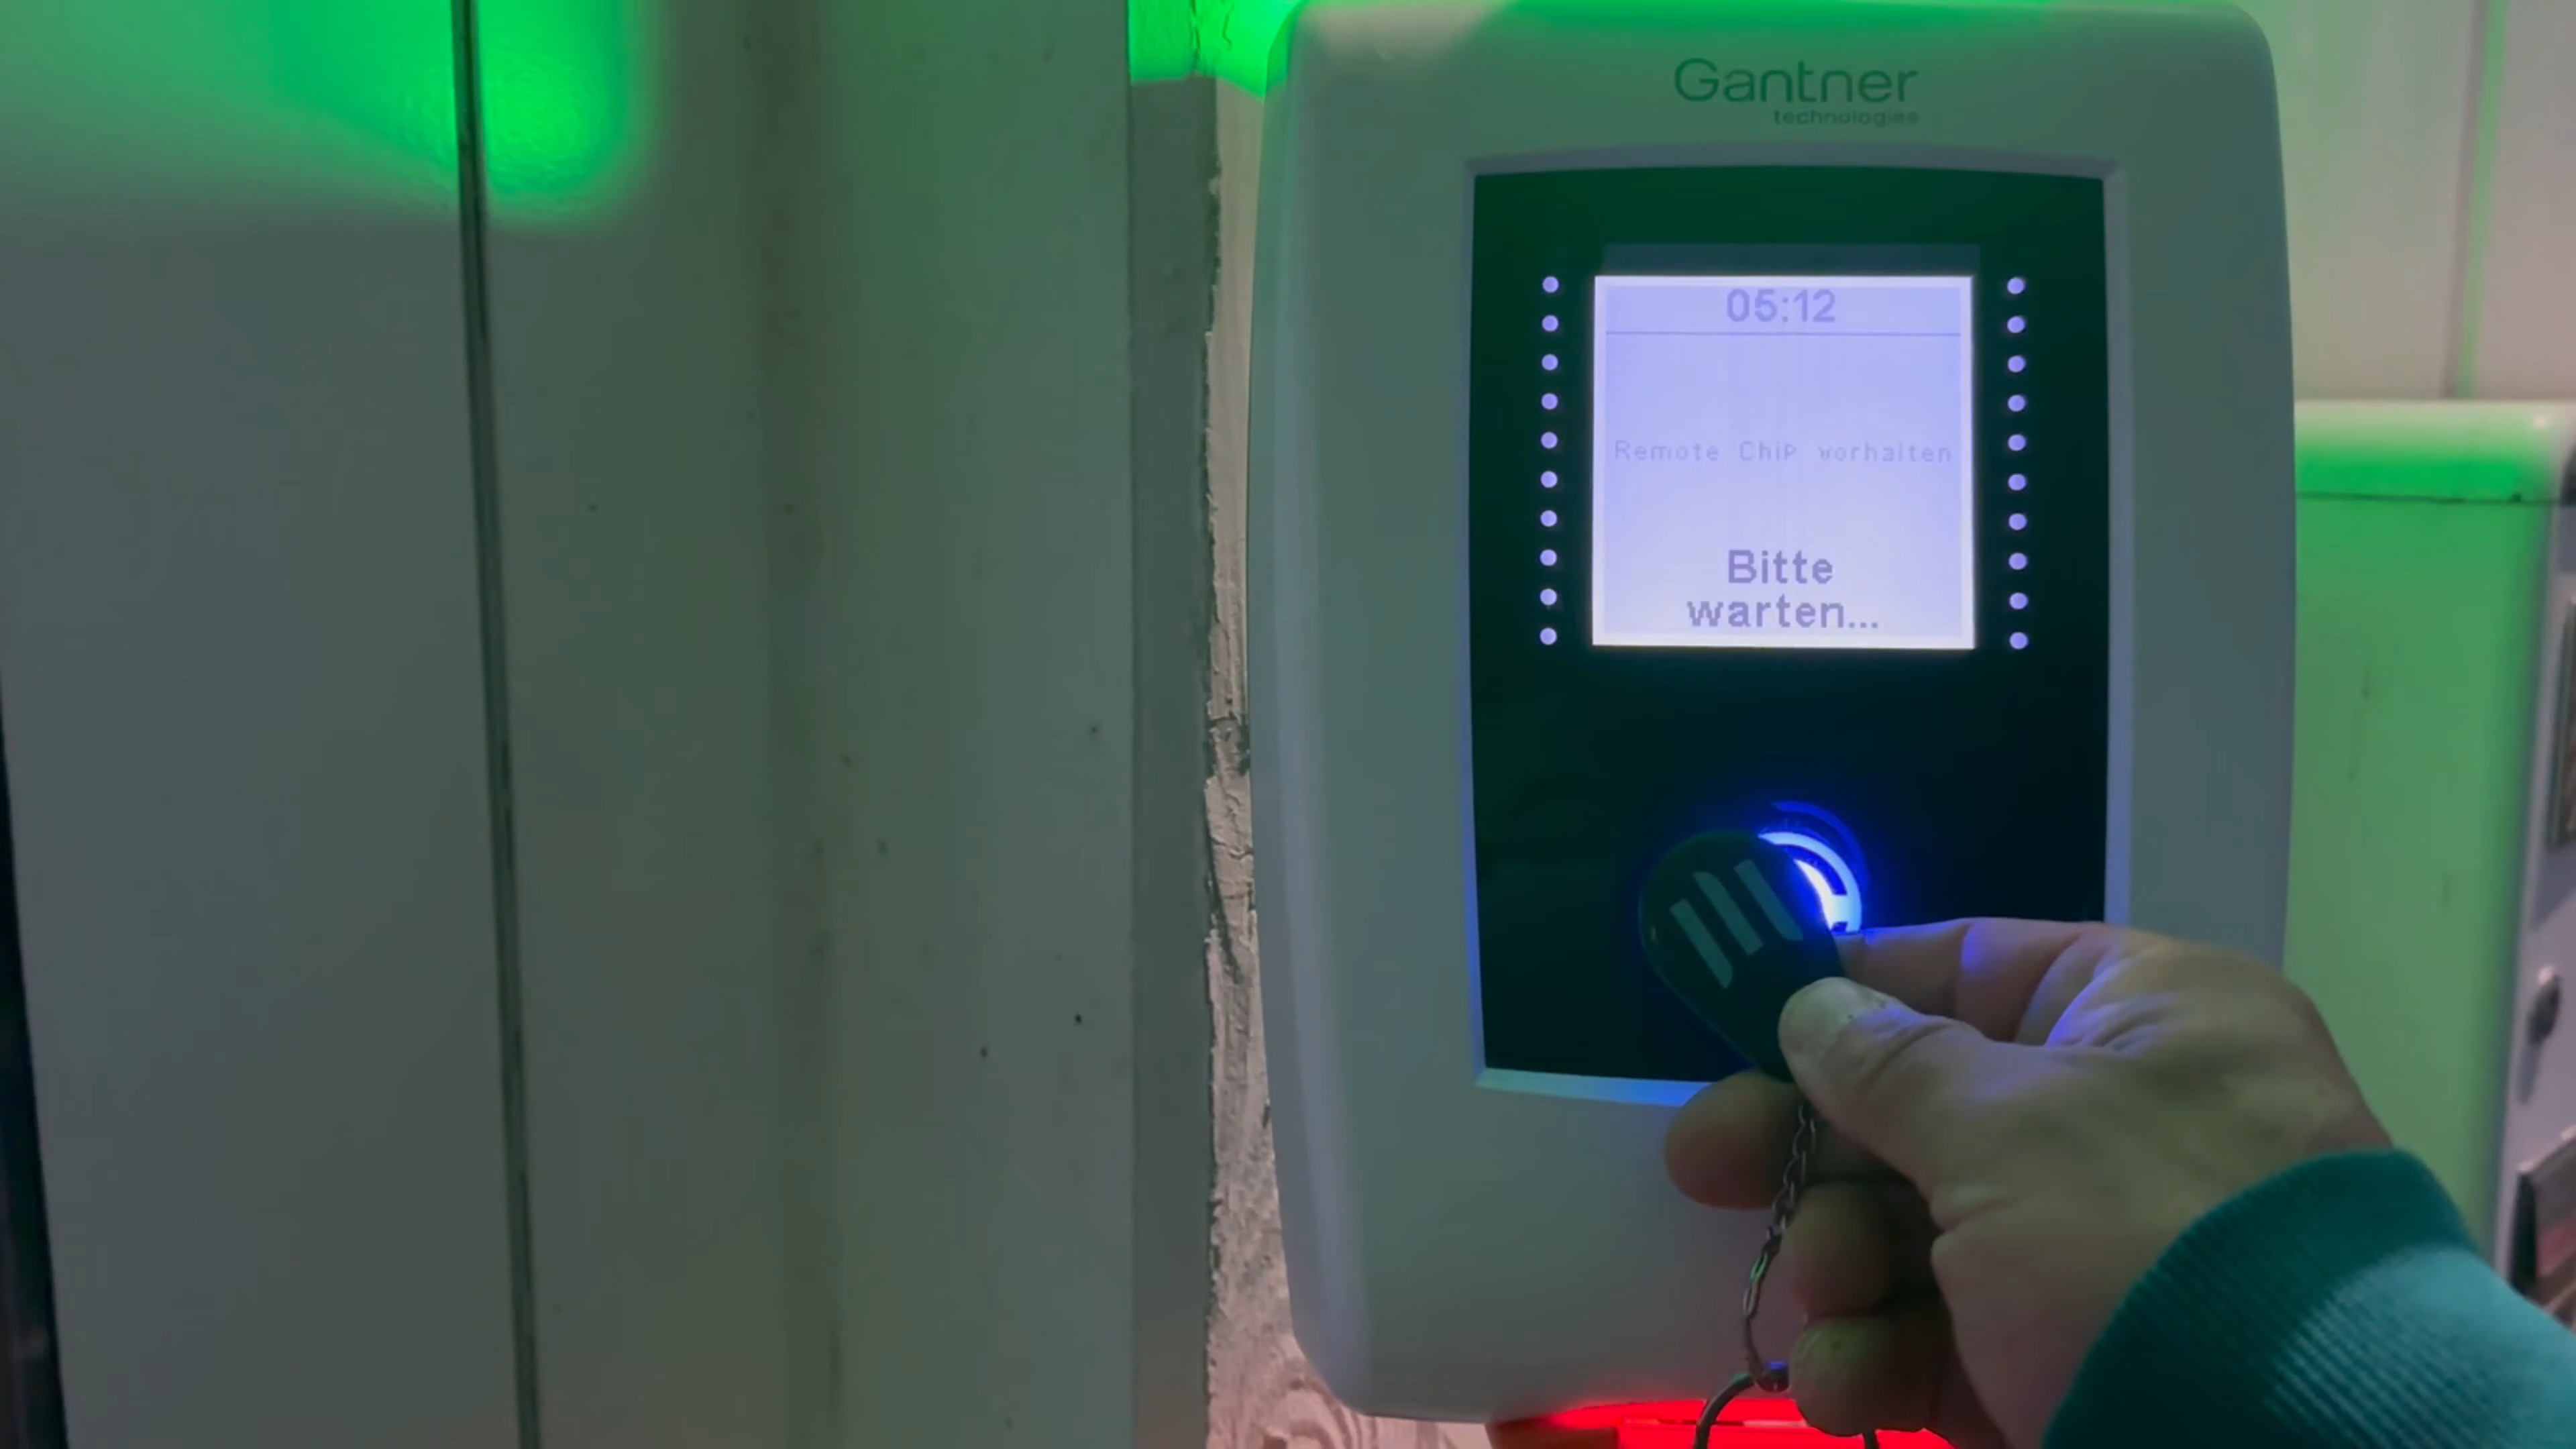 Gantner
technologies
05:12
Remote Chip vorhalten
Bitte
warten...